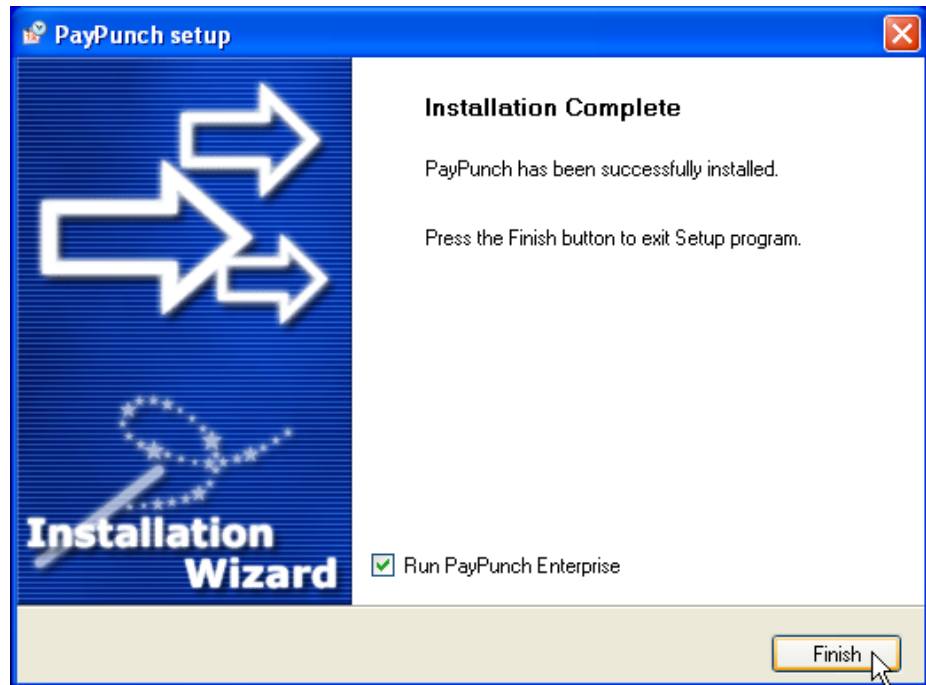 PayPunch setup
Installation Complete
PayPunch has been successfully installed.
Press the Finish button to exit Setup program.
Installation
Wizard
Run PayPunch Enterprise
Finish